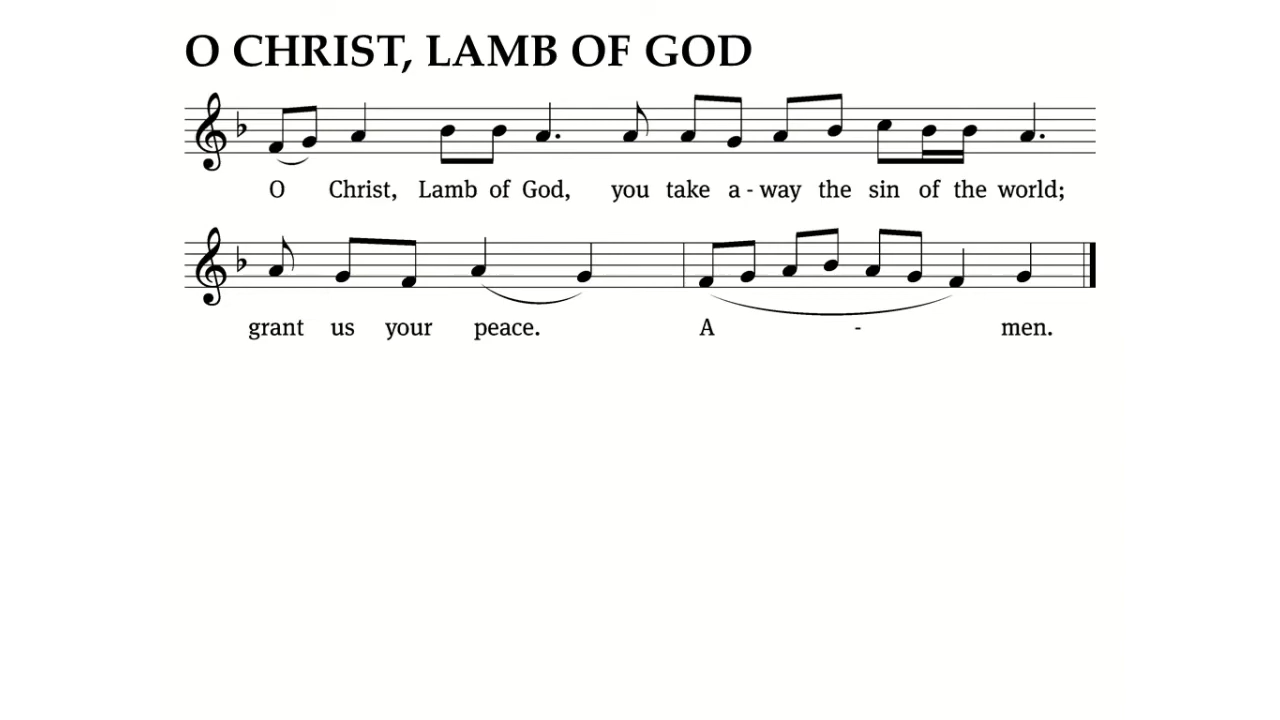 O CHRIST, LAMB OF GOD
O Christ, Lamb of God, you take a - way the sin of the world;
grant us your peace. A - men.